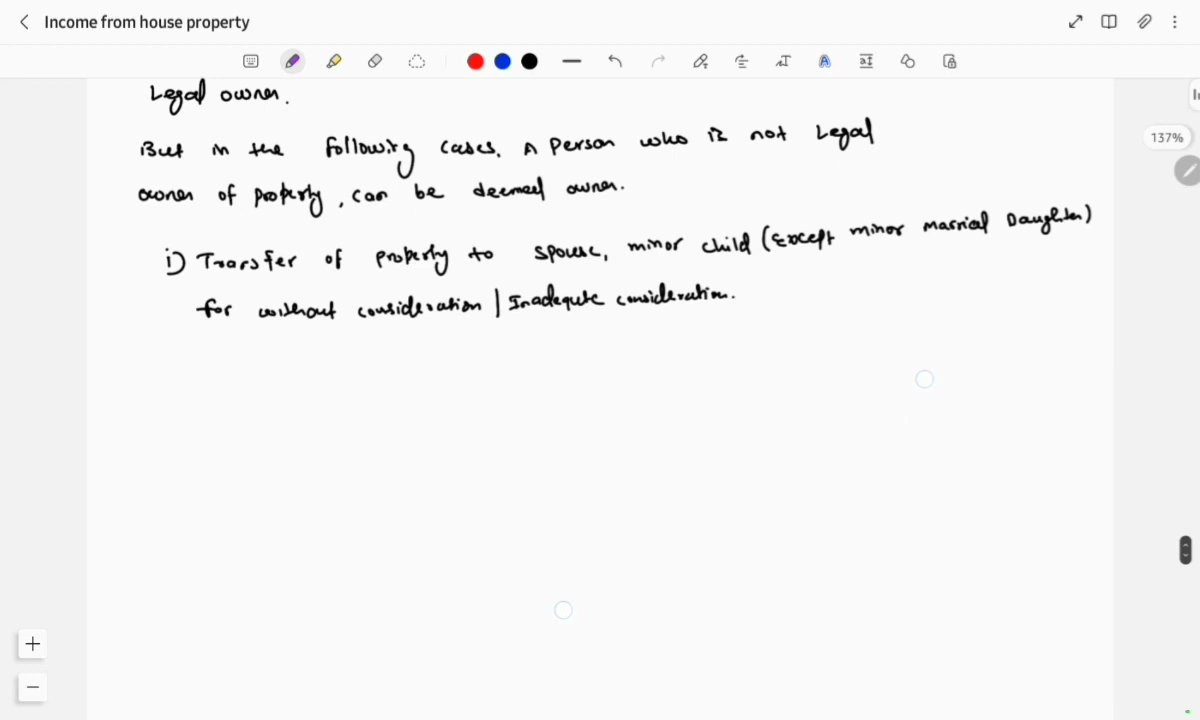 Income from house property
137%
Legal owner.
But in the following cases, A Person who is not Legal
owner of property, can be deemed owner.
i) Transfer of property to spouse, minor child (Except minor married Daughter)
for without consideration | Inadequte consideration.